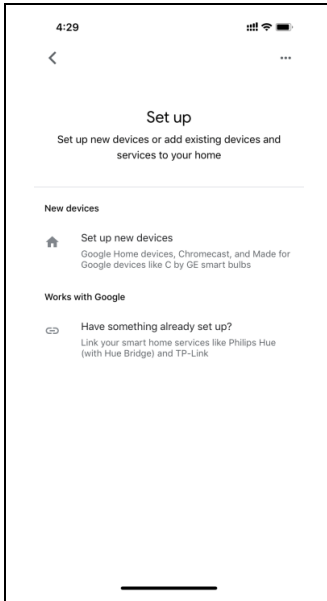 4:29
Set up
Set up new devices or add existing devices and
services to your home
New devices
Set up new devices
Google Home devices, Chromecast, and Made for
Google devices like C by GE smart bulbs
Works with Google
Have something already set up?
Link your smart home services like Philips Hue
(with Hue Bridge) and TP-Link